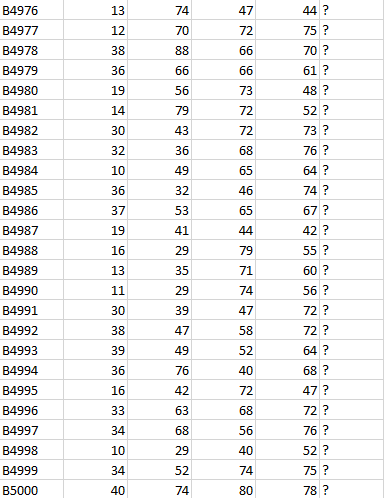 B4976 13 74 47 44 ?
B4977 12 70 72 75 ?
B4978 38 88 66 70 ?
B4979 36 66 66 61 ?
B4980 19 56 73 48 ?
B4981 14 79 72 52 ?
B4982 30 43 72 73 ?
B4983 32 36 68 76 ?
B4984 10 49 65 64 ?
B4985 36 32 46 74 ?
B4986 37 53 65 67 ?
B4987 19 41 44 42 ?
B4988 16 29 79 55 ?
B4989 13 35 71 60 ?
B4990 11 29 74 56 ?
B4991 30 39 47 72 ?
B4992 38 47 58 72 ?
B4993 39 49 52 64 ?
B4994 36 76 40 68 ?
B4995 16 42 72 47 ?
B4996 33 63 68 72 ?
B4997 34 68 56 76 ?
B4998 10 29 40 52 ?
B4999 34 52 74 75 ?
B5000 40 74 80 78 ?